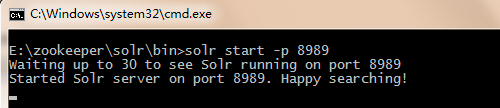 C:\Windows\system32\cmd.exe
E:\zookeeper\solr\bin>solr start -p 8989
Waiting up to 30 to see Solr running on port 8989
Started Solr server on port 8989. Happy searching!